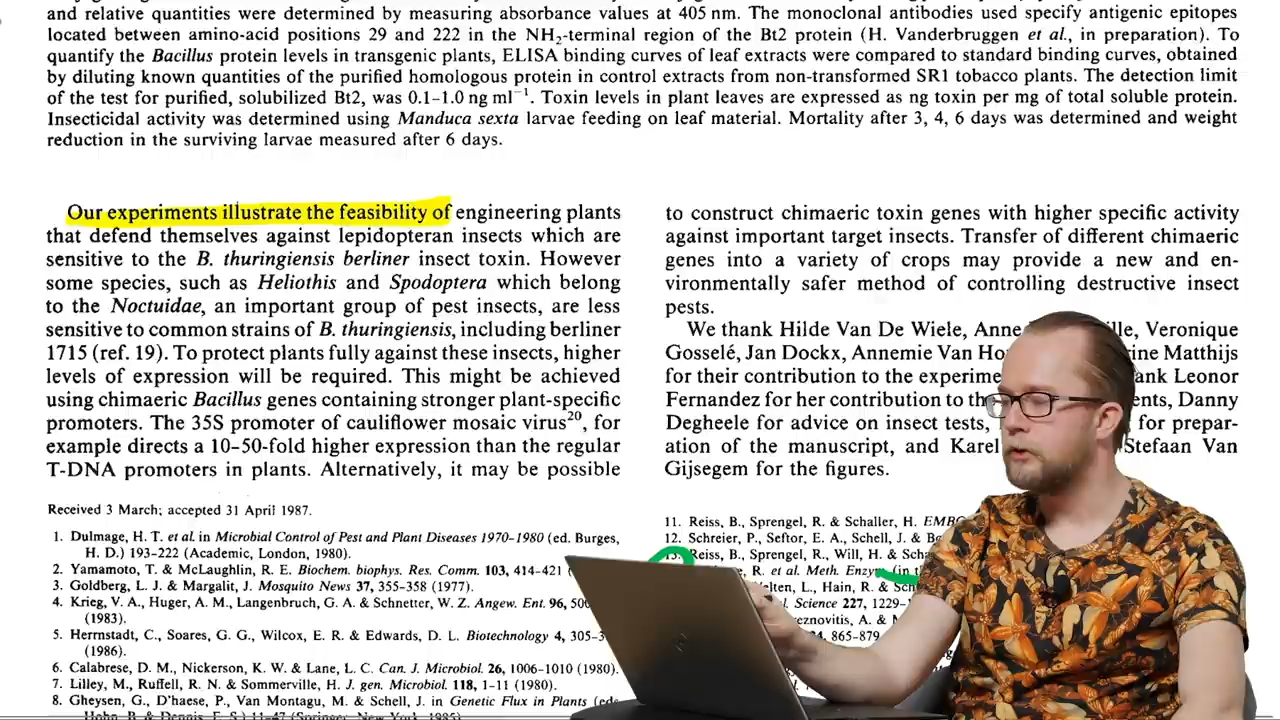 and relative quantities were determined by measuring absorbance values at 405 nm. The monoclonal antibodies used specify antigenic epitopes
located between amino-acid positions 29 and 222 in the NH₂-terminal region of the Bt2 protein (H. Vanderbruggen et al., in preparation). To
quantify the Bacillus protein levels in transgenic plants, ELISA binding curves of leaf extracts were compared to standard binding curves, obtained
by diluting known quantities of the purified homologous protein in control extracts from non-transformed SR1 tobacco plants. The detection limit
of the test for purified, solubilized Bt2, was 0.1–1.0 ng ml⁻¹. Toxin levels in plant leaves are expressed as ng toxin per mg of total soluble protein.
Insecticidal activity was determined using Manduca sexta larvae feeding on leaf material. Mortality after 3, 4, 6 days was determined and weight
reduction in the surviving larvae measured after 6 days.
Our experiments illustrate the feasibility of engineering plants
that defend themselves against lepidopteran insects which are
sensitive to the B. thuringiensis berliner insect toxin. However
some species, such as Heliothis and Spodoptera which belong
to the Noctuidae, an important group of pest insects, are less
sensitive to common strains of B. thuringiensis, including berliner
1715 (ref. 19). To protect plants fully against these insects, higher
levels of expression will be required. This might be achieved
using chimaeric Bacillus genes containing stronger plant-specific
promoters. The 35S promoter of cauliflower mosaic virus²⁰, for
example directs a 10–50-fold higher expression than the regular
T-DNA promoters in plants. Alternatively, it may be possible
to construct chimaeric toxin genes with higher specific activity
against important target insects. Transfer of different chimaeric
genes into a variety of crops may provide a new and en-
vironmentally safer method of controlling destructive insect
pests.
We thank Hilde Van De Wiele, Anne Veronique
Gosselé, Jan Dockx, Annemie Van Matthijs
for their contribution to the Leonor
Fernandez for her contribution to Danny
Degheele for advice on insect tests, for prepar-
ation of the manuscript, and Karel Stefaan Van
Gijsegem for the figures.
Received 3 March; accepted 31 April 1987.
1. Dulmage, H. T. et al. in Microbial Control of Pest and Plant Diseases 1970-1980 (ed. Burges,
H. D.) 193-222 (Academic, London, 1980).
2. Yamamoto, T. & McLaughlin, R. E. Biochem. biophys. Res. Comm. 103, 414-421
3. Goldberg, L. J. & Margalit, J. Mosquito News 37, 355-358 (1977).
4. Krieg, V. A., Huger, A. M., Langenbruch, G. A. & Schnetter, W. Z. Angew. Ent. 96,
(1983).
5. Herrnstadt, C., Soares, G. G., Wilcox, E. R. & Edwards, D. L. Biotechnology 4,
(1986).
6. Calabrese, D. M., Nickerson, K. W. & Lane, L. C. Can. J. Microbiol. 26, 1006-1010 (1980).
7. Lilley, M., Ruffell, R. N. & Sommerville, H. J. gen. Microbiol. 118, 1-11 (1980).
8. Gheysen, G., D'haese, P., Van Montagu, M. & Schell, J. in Genetic Flux in Plants
11. Reiss, B., Sprengel, R. & Schaller, H.
12. Schreier, P., Seftor, E. A., Schell, J. &
Reiss, B., Sprengel, R., Will, H. &
R. et al. Meth. (in
Hain, R. &
Science 227,
A. &
865-879